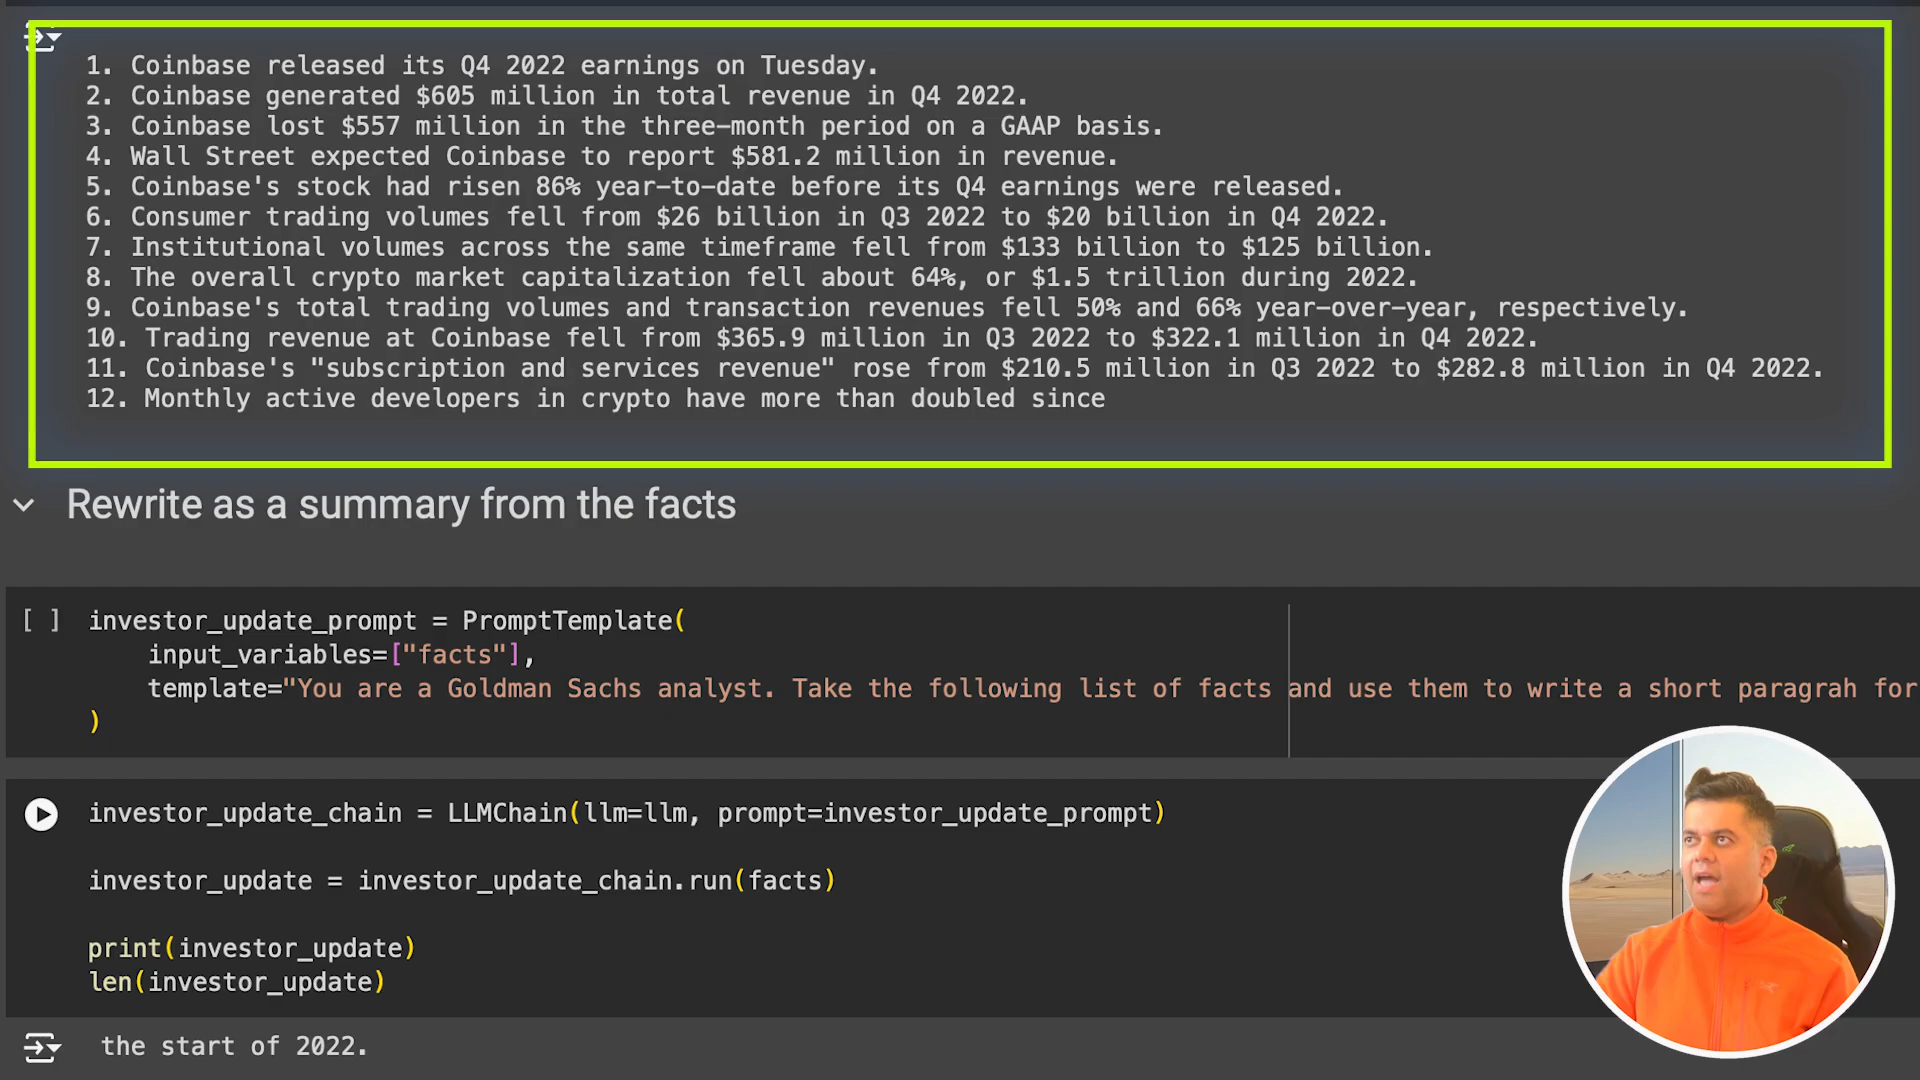 1. Coinbase released its Q4 2022 earnings on Tuesday.
2. Coinbase generated $605 million in total revenue in Q4 2022.
3. Coinbase lost $557 million in the three-month period on a GAAP basis.
4. Wall Street expected Coinbase to report $581.2 million in revenue.
5. Coinbase's stock had risen 86% year-to-date before its Q4 earnings were released.
6. Consumer trading volumes fell from $26 billion in Q3 2022 to $20 billion in Q4 2022.
7. Institutional volumes across the same timeframe fell from $133 billion to $125 billion.
8. The overall crypto market capitalization fell about 64%, or $1.5 trillion during 2022.
9. Coinbase's total trading volumes and transaction revenues fell 50% and 66% year-over-year, respectively.
10. Trading revenue at Coinbase fell from $365.9 million in Q3 2022 to $322.1 million in Q4 2022.
11. Coinbase's "subscription and services revenue" rose from $210.5 million in Q3 2022 to $282.8 million in Q4 2022.
12. Monthly active developers in crypto have more than doubled since
Rewrite as a summary from the facts
[ ] investor_update_prompt = PromptTemplate(
input_variables=["facts"],
template="You are a Goldman Sachs analyst. Take the following list of facts and use them to write a short paragrah for
)
investor_update_chain = LLMChain(llm=llm, prompt=investor_update_prompt)
investor_update = investor_update_chain.run(facts)
print(investor_update)
len(investor_update)
the start of 2022.